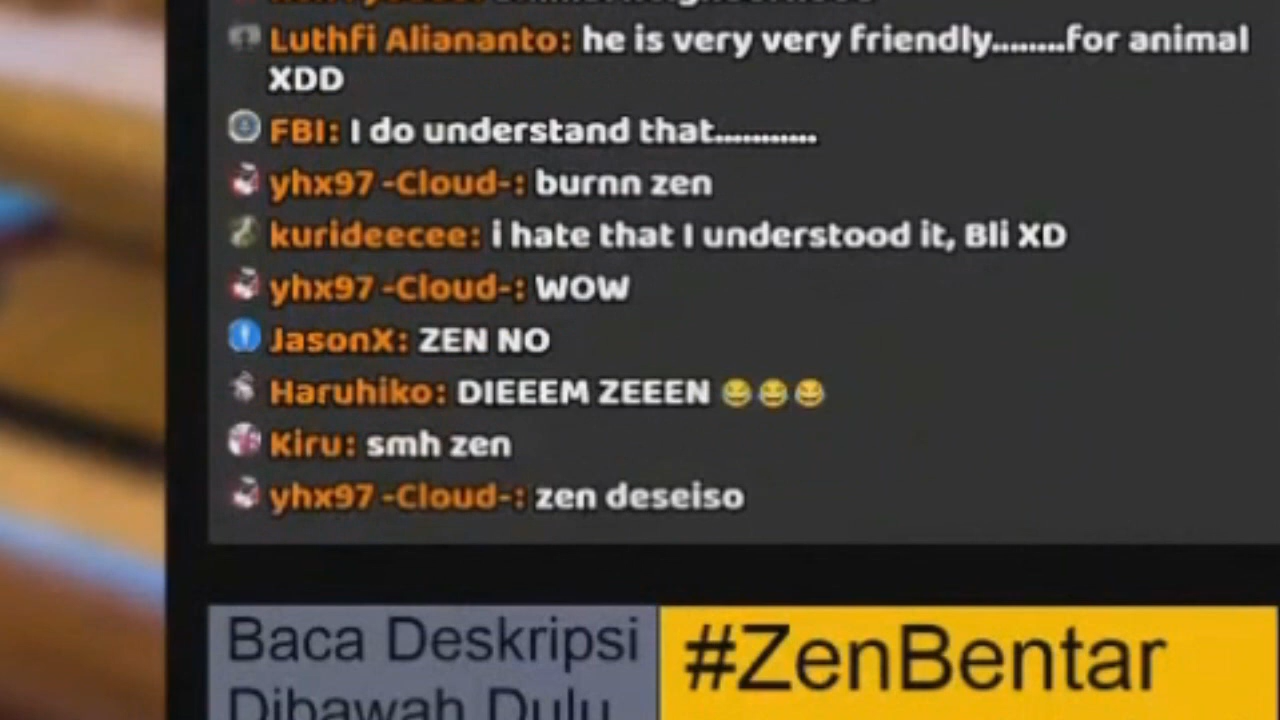 Luthfi Aliananto: he is very very friendly........for animal
XDD
FBI: I do understand that...........
yhx97 -Cloud-: burnn zen
kurideecee: i hate that I understood it, Bli XD
yhx97 -Cloud-: WOW
JasonX: ZEN NO
Haruhiko: DIEEEM ZEEEN 😂😂😂
Kiru: smh zen
yhx97 -Cloud-: zen deseiso
Baca Deskripsi
Dibawah Dulu
#ZenBentar